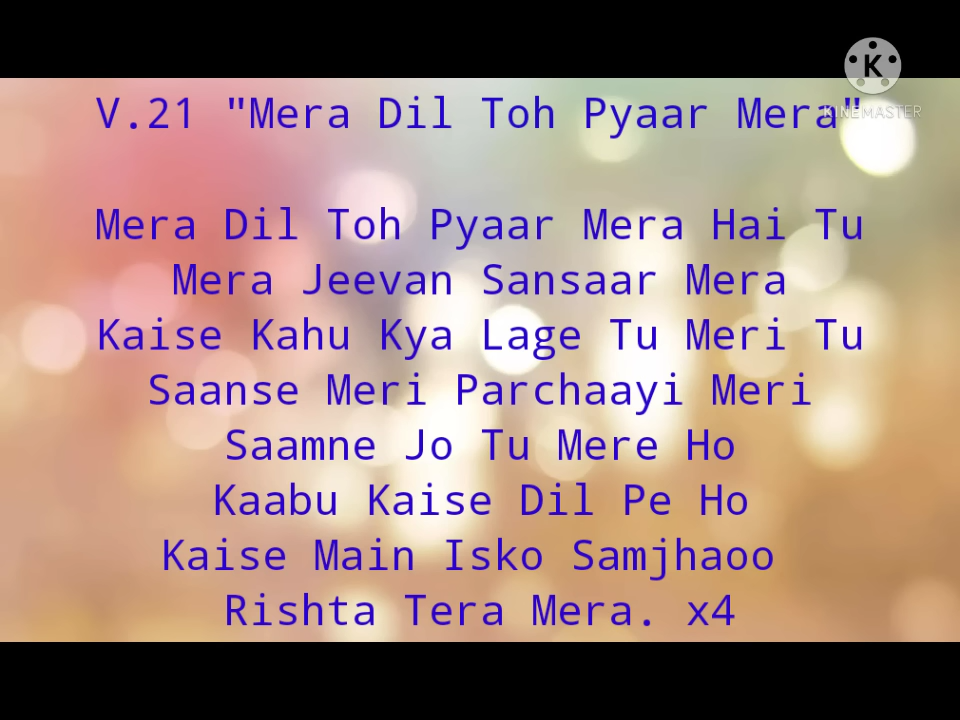 V.21 "Mera Dil Toh Pyaar Mera"
Mera Dil Toh Pyaar Mera Hai Tu
Mera Jeevan Sansaar Mera
Kaise Kahu Kya Lage Tu Meri Tu
Saanse Meri Parchaayi Meri
Saamne Jo Tu Mere Ho
Kaabu Kaise Dil Pe Ho
Kaise Main Isko Samjhaoo
Rishta Tera Mera. x4
K
KINEMASTER